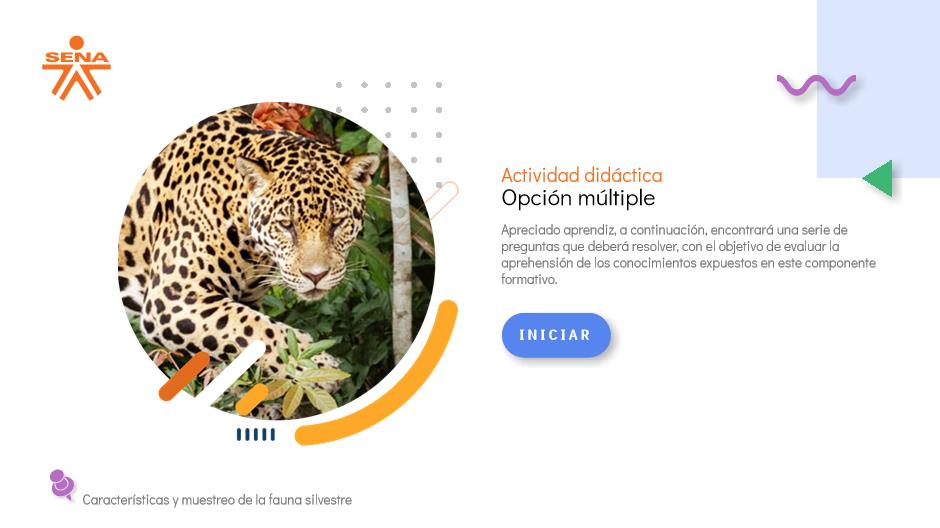 SENA
Actividad didáctica
Opción múltiple
Apreciado aprendiz, a continuación, encontrará una serie de
preguntas que deberá resolver, con el objetivo de evaluar la
aprehensión de los conocimientos expuestos en este componente
formativo.
INICIAR
Características y muestreo de la fauna silvestre